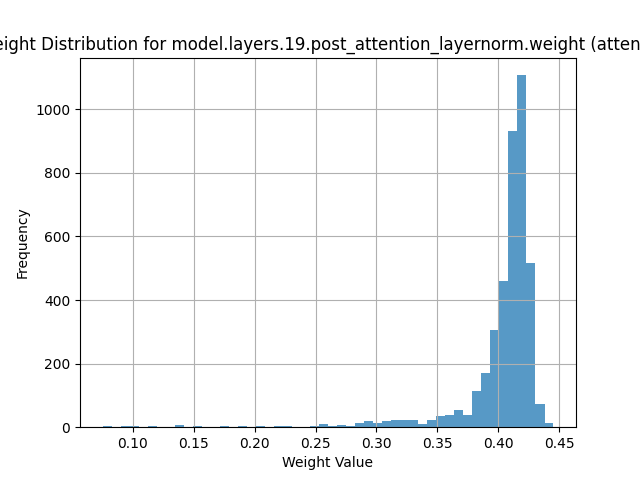 eight Distribution for model.layers.19.post_attention_layernorm.weight (atten
1000
800
600
400
200
0
Frequency
0.10 0.15 0.20 0.25 0.30 0.35 0.40 0.45
Weight Value